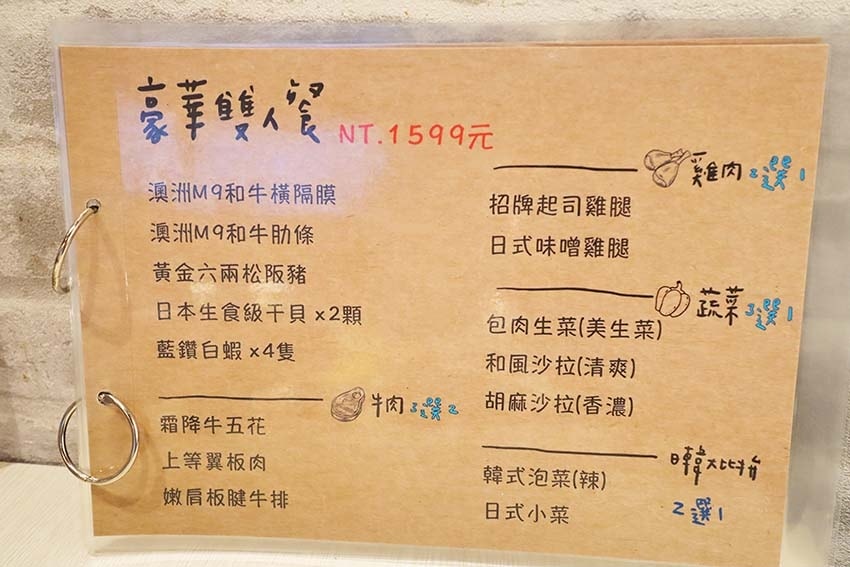 豪華雙人餐 NT.1599元
澳洲M9和牛橫隔膜
澳洲M9和牛肋條
黃金六兩松阪豬
日本生食級干貝 x2顆
藍鑽白蝦 x4隻
牛肉 3選2
霜降牛五花
上等翼板肉
嫩肩板腱牛排
雞肉 2選1
招牌起司雞腿
日式味噌雞腿
蔬菜 3選1
包肉生菜(美生菜)
和風沙拉(清爽)
胡麻沙拉(香濃)
日韓大比拚
韓式泡菜(辣)
日式小菜
2選1